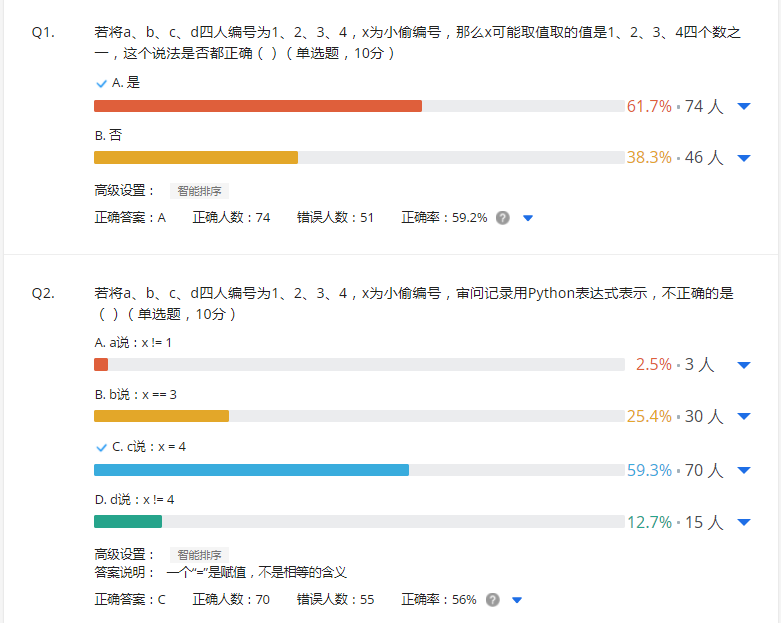 Q1. 若将a、b、c、d四人编号为1、2、3、4，x为小偷编号，那么x可能取值取的值是1、2、3、4四个数之
一，这个说法是否都正确（ ）（单选题，10分）
A. 是
61.7% 74 人
B. 否
38.3% 46 人
高级设置： 智能排序
正确答案：A 正确人数：74 错误人数：51 正确率：59.2% ?
Q2. 若将a、b、c、d四人编号为1、2、3、4，x为小偷编号，审问记录用Python表达式表示，不正确的是
（ ）（单选题，10分）
A. a说：x != 1
2.5% 3 人
B. b说：x == 3
25.4% 30 人
C. c说：x = 4
59.3% 70 人
D. d说：x != 4
12.7% 15 人
高级设置： 智能排序
答案说明： 一个“=”是赋值，不是相等的含义
正确答案：C 正确人数：70 错误人数：55 正确率：56% ?